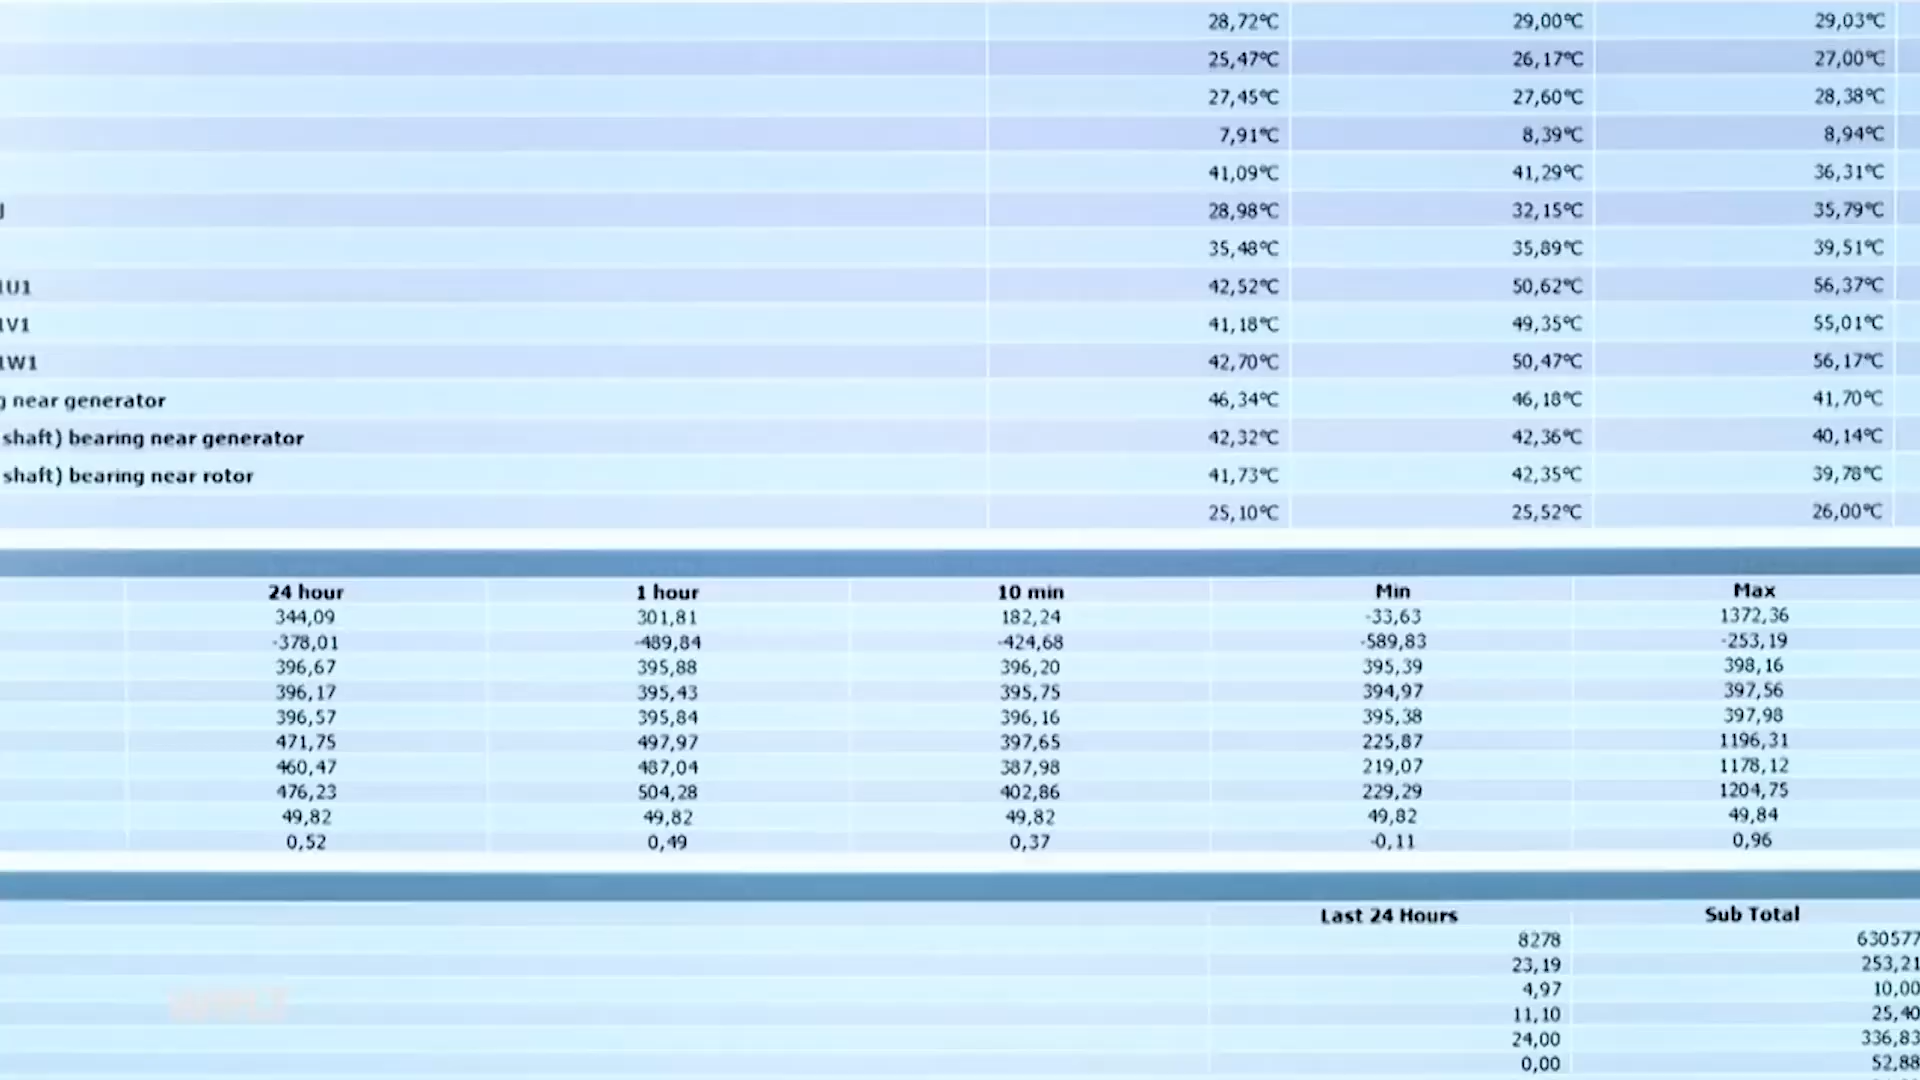 28,72°C 29,00°C 29,03°C
25,47°C 26,17°C 27,00°C
27,45°C 27,60°C 28,38°C
7,91°C 8,39°C 8,94°C
41,09°C 41,29°C 36,31°C
28,98°C 32,15°C 35,79°C
35,48°C 35,89°C 39,51°C
1U1 42,52°C 50,62°C 56,37°C
1V1 41,18°C 49,35°C 55,01°C
1W1 42,70°C 50,47°C 56,17°C
g near generator 46,34°C 46,18°C 41,70°C
shaft) bearing near generator 42,32°C 42,36°C 40,14°C
shaft) bearing near rotor 41,73°C 42,35°C 39,78°C
25,10°C 25,52°C 26,00°C
24 hour 1 hour 10 min Min Max
344,09 301,81 182,24 -33,63 1372,36
-378,01 -489,84 -424,68 -589,83 -253,19
396,67 395,88 396,20 395,39 398,16
396,17 395,43 395,75 394,97 397,56
396,57 395,84 396,16 395,38 397,98
471,75 497,97 397,65 225,87 1196,31
460,47 487,04 387,98 219,07 1178,12
476,23 504,28 402,86 229,29 1204,75
49,82 49,82 49,82 49,82 49,84
0,52 0,49 0,37 -0,11 0,96
Last 24 Hours Sub Total
8278 630577
23,19 253,21
4,97 10,00
11,10 25,40
24,00 336,83
0,00 52,88